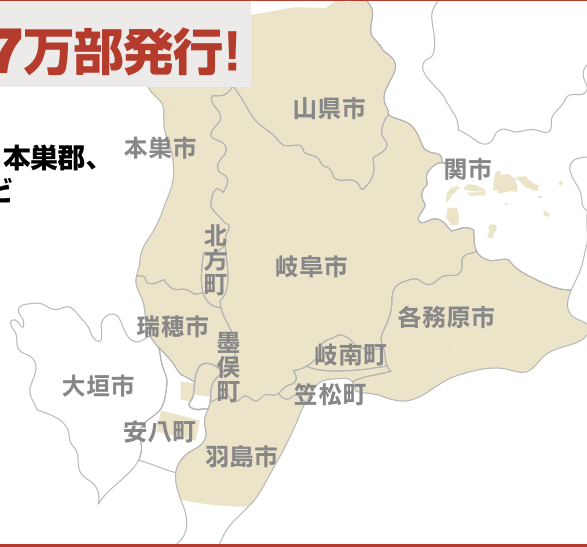 7万部発行!
本巣郡、
ど
山県市
本巣市
関市
北方町
岐阜市
瑞穂市
各務原市
墨俣町
岐南町
大垣市
笠松町
安八町
羽島市